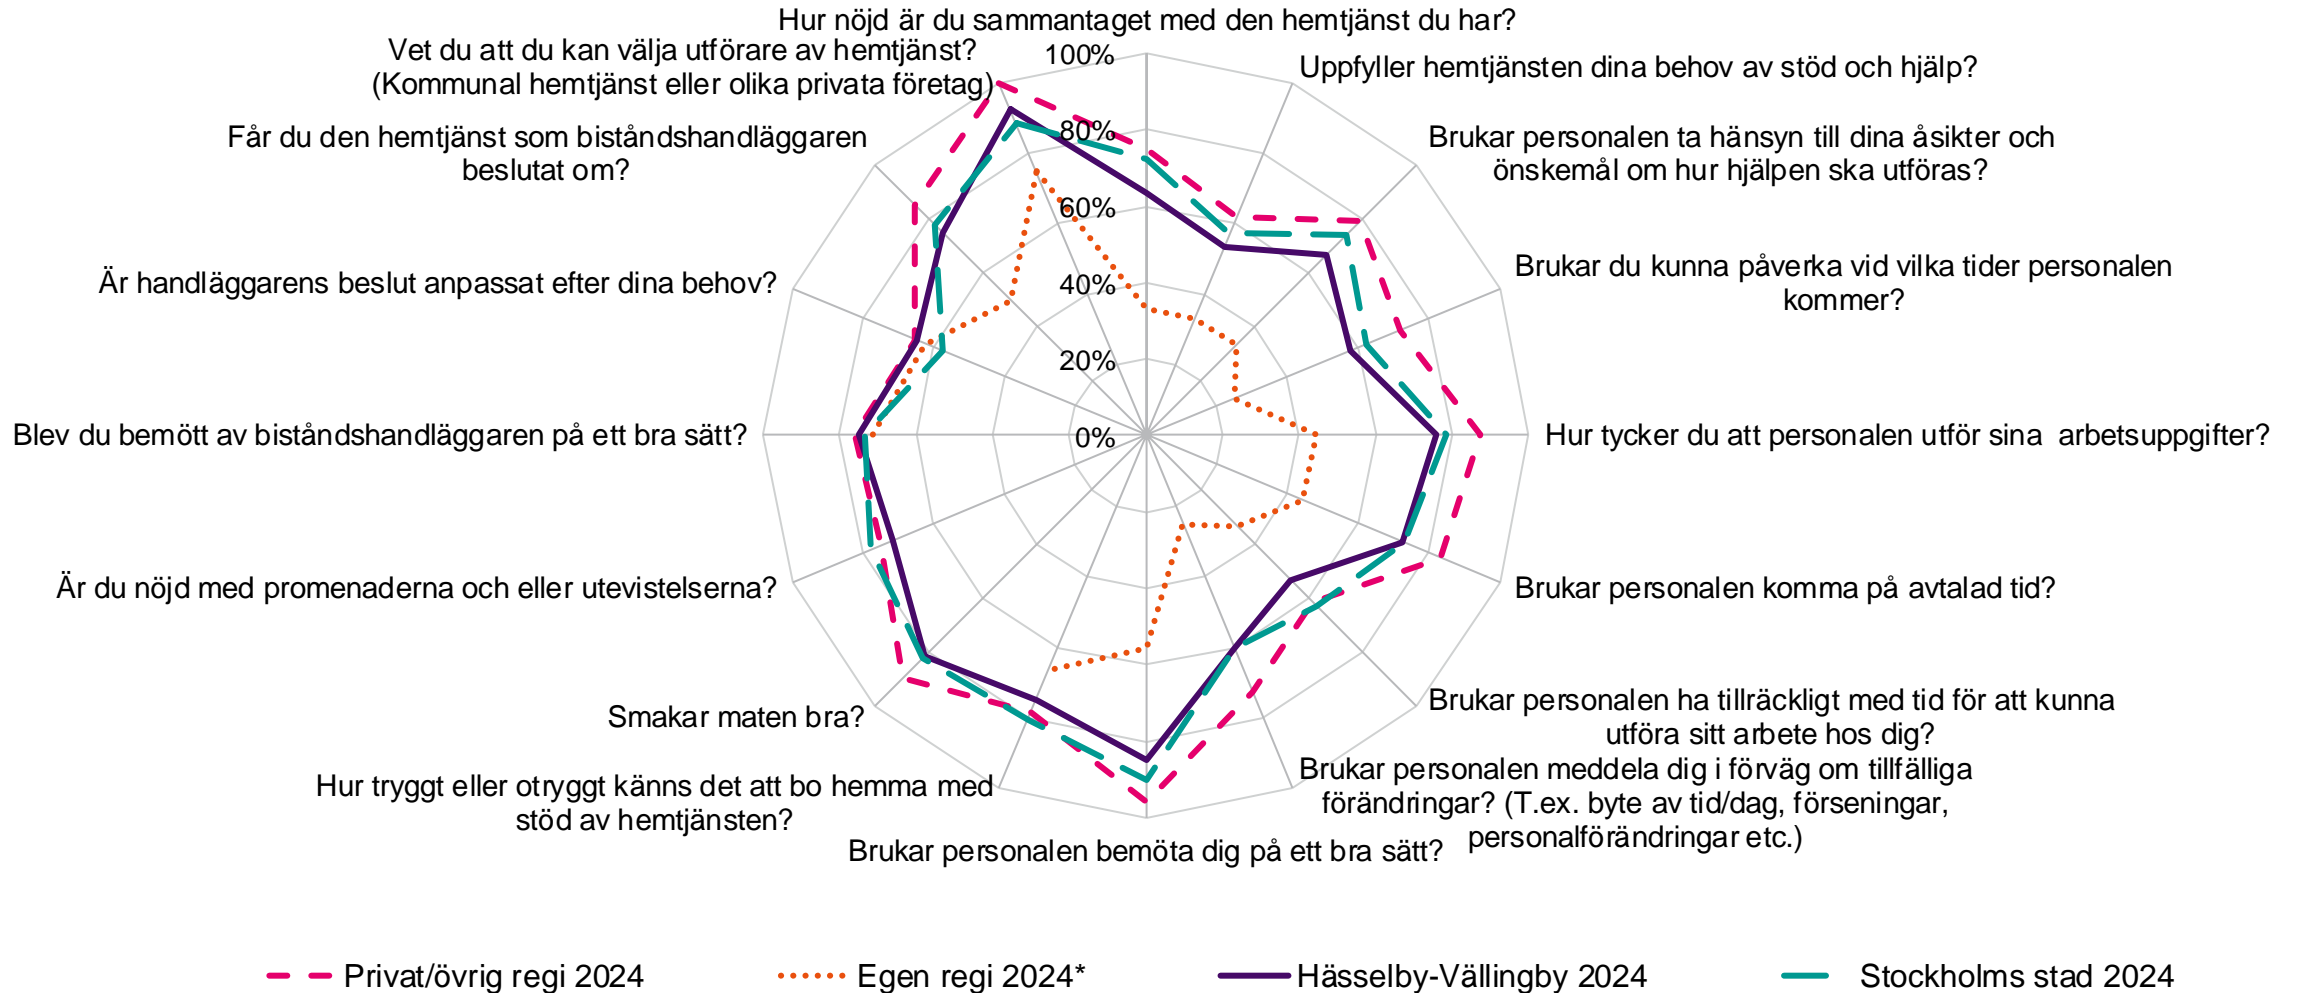 Hur nöjd är du sammantaget med den hemtjänst du har?
Uppfyller hemtjänsten dina behov av stöd och hjälp?
Brukar personalen ta hänsyn till dina åsikter och
önskemål om hur hjälpen ska utföras?
Brukar du kunna påverka vid vilka tider personalen
kommer?
Hur tycker du att personalen utför sina  arbetsuppgifter?
Brukar personalen komma på avtalad tid?
Brukar personalen ha tillräckligt med tid för att kunna
utföra sitt arbete hos dig?
Brukar personalen meddela dig i förväg om tillfälliga
förändringar? (T.ex. byte av tid/dag, förseningar,
personalförändringar etc.)
Brukar personalen bemöta dig på ett bra sätt?
Hur tryggt eller otryggt känns det att bo hemma med
stöd av hemtjänsten?
Smakar maten bra?
Är du nöjd med promenaderna och eller utevistelserna?
Blev du bemött av biståndshandläggaren på ett bra sätt?
Är handläggarens beslut anpassat efter dina behov?
Får du den hemtjänst som biståndshandläggaren
beslutat om?
Vet du att du kan välja utförare av hemtjänst?
(Kommunal hemtjänst eller olika privata företag)
100%
80%
60%
40%
20%
0%
Privat/övrig regi 2024
Egen regi 2024*
Hässelby-Vällingby 2024
Stockholms stad 2024